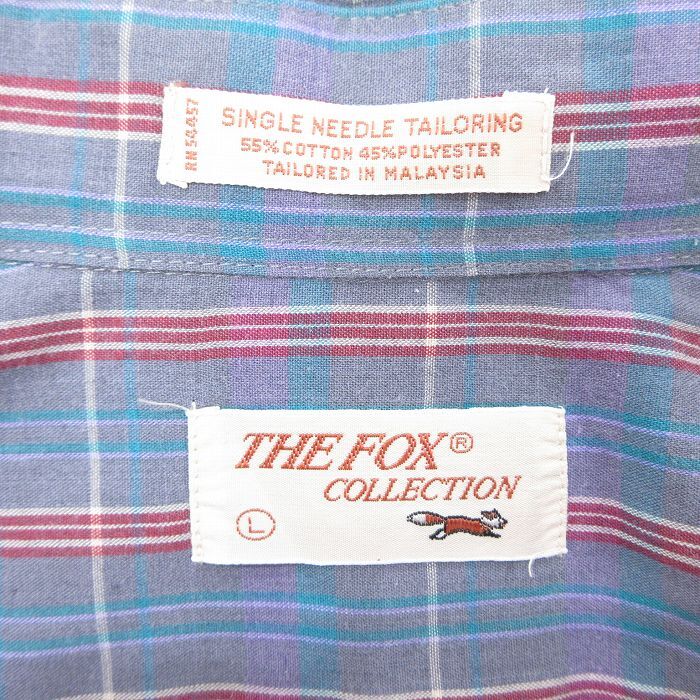 RN 54457
SINGLE NEEDLE TAILORING
55% COTTON 45% POLYESTER
TAILORED IN MALAYSIA
THE FOX®
COLLECTION
L